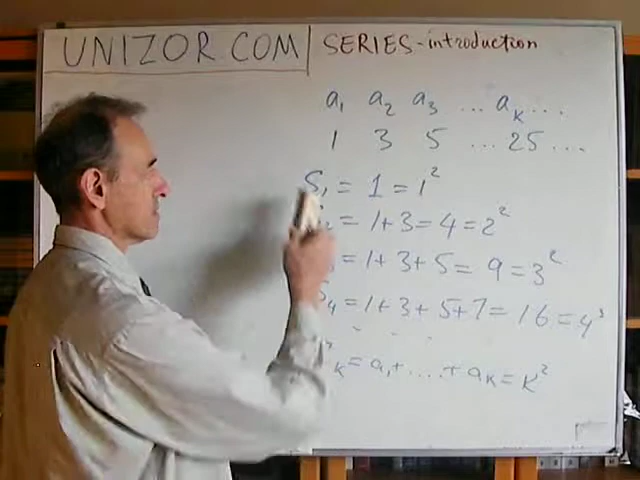 UNIZOR.COM
SERIES-introduction
a₁ a₂ a₃ ... aₖ ...
1 3 5 ... 25 ...
S₁ = 1 = 1²
= 1+3 = 4 = 2²
= 1+3+5 = 9 = 3²
S₄ = 1+3+5+7 = 16 = 4²
ₖ = a₁+....+aₖ = k²